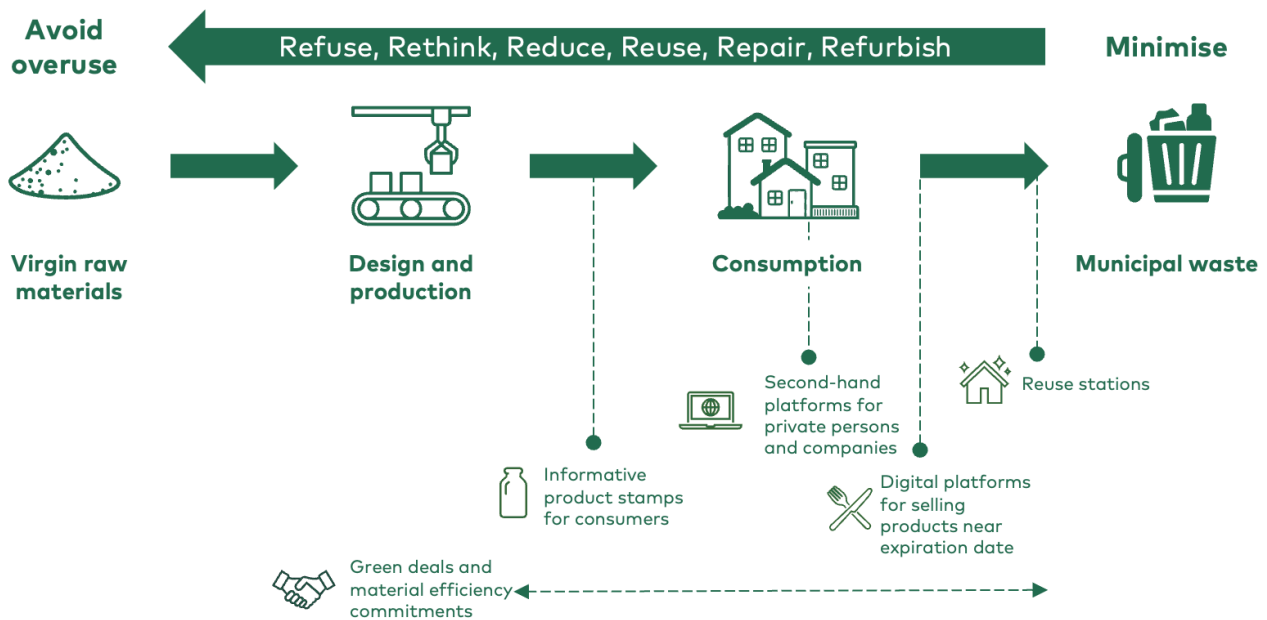 Avoid
overuse
Refuse, Rethink, Reduce, Reuse, Repair, Refurbish
Minimise
Virgin raw
materials
Design and
production
Consumption
Municipal waste
Second-hand
platforms for
private persons
and companies
Reuse stations
Informative
product stamps
for consumers
Digital platforms
for selling
products near
expiration date
Green deals and
material efficiency
commitments